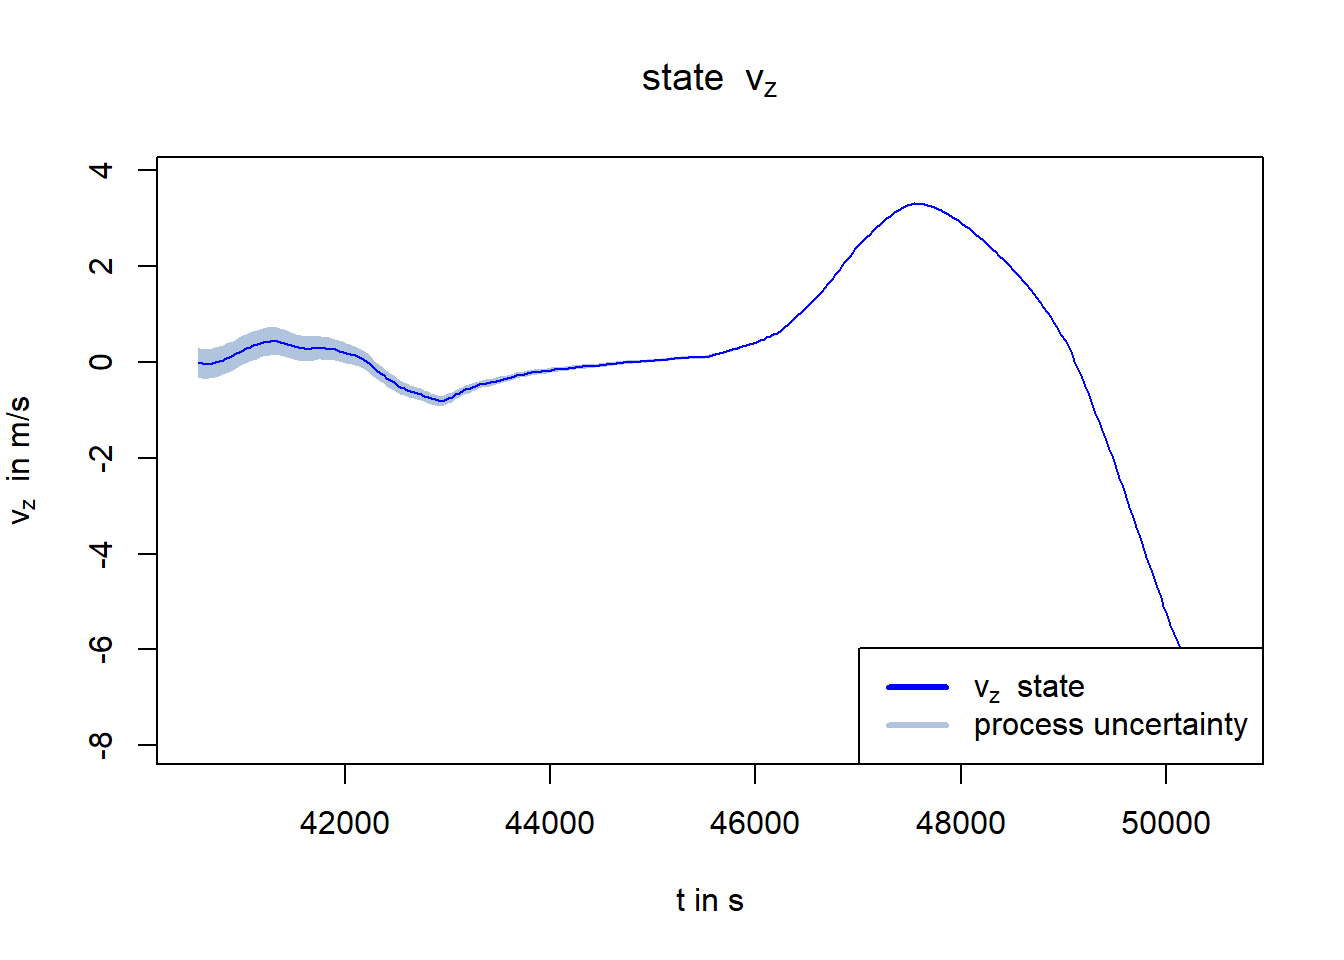 state v_z
4
2
0
-2
-4
-6
-8
v_z in m/s
v_z state
process uncertainty
42000 44000 46000 48000 50000
t in s